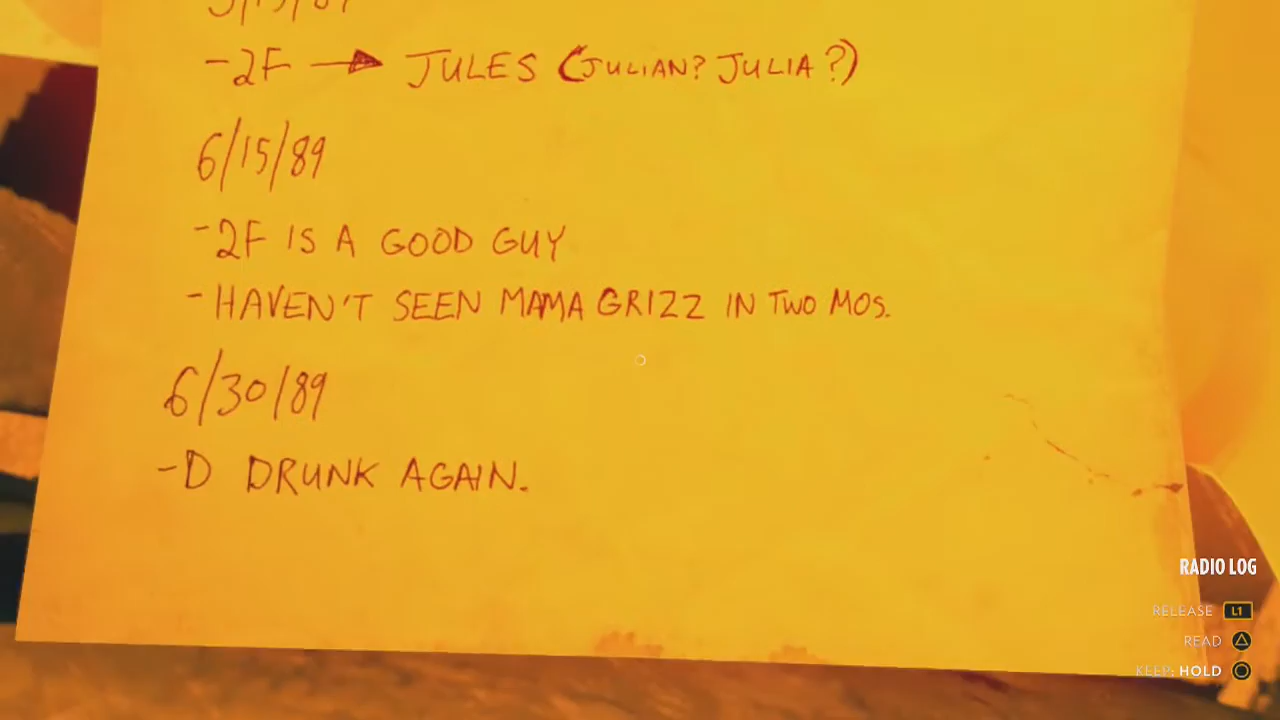 -2F → JULES (JULIAN? JULIA?)
6/15/89
-2F IS A GOOD GUY
-HAVEN'T SEEN MAMA GRIZZ IN TWO MOS.
6/30/89
-D DRUNK AGAIN.
RADIO LOG
RELEASE L1
READ
KEEP: HOLD